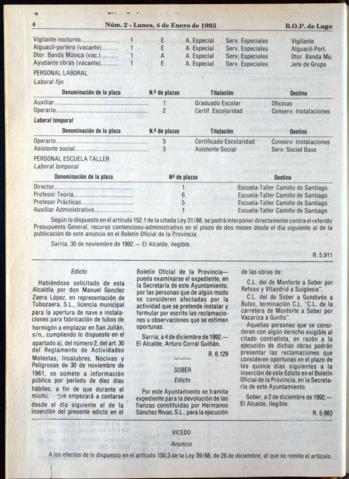 4 Núm. 2 - Lunes, 4 de Enero de 1993 B.O.P. de Lugo
Vigilante nocturno 1 E A. Especial Serv. Especiales Vigilante
Alguacil-portera (vacante) 1 E A. Especial Serv. Especiales Alguacil-Port.
Dtor. Banda Música (vac.) 1 A A. Especial Serv. Especiales Dtor. Banda Mu.
Ayudante obras (vacante) 1 E A. Especial Serv. Especiales Jefe de Grupo
PERSONAL LABORAL
Laboral fijo
Denominación de la plaza N.º de plazas Titulación Destino
Auxiliar 1 Graduado Escolar Oficinas
Operario 2 Certif. Escolaridad Conserv. Instalaciones
Laboral temporal
Denominación de la plaza N.º de plazas Titulación Destino
Operario 5 Certificado Escolaridad Conserv. instalaciones
Asistente social 3 Asistente Social Serv. Social Base
PERSONAL ESCUELA TALLER
Laboral temporal
Denominación de la plaza Nº de plazas Destino
Director 1 Escuela-Taller Camiño de Santiago
Profesor Teoría 6 Escuela-Taller Camiño de Santiago
Profesor Prácticas 5 Escuela-Taller Camiño de Santiago
Auxiliar Administrativo 1 Escuela-Taller Camiño de Santiago
Según lo dispuesto en el artículo 152.1 de la citada Ley 31/88, se podrá interponer directamente contra el referido
Presupuesto General, recurso contencioso-administrativo en el plazo de dos meses desde el día siguiente al de la
publicación de este anuncio en el Boletín Oficial de la Provincia.
Sarria, 30 de noviembre de 1992.— El Alcalde, ilegible.
R. 5.911
Edicto
Habiéndose solicitado de esta
Alcaldía por don Manuel González
Zaera López, en representación de
Tubozaera, S.L., licencia municipal
para la apertura de nave e instala-
ciones para fabricación de tubos de
hormigón a emplazar en San Julián,
s/n., cumpliendo lo dispuesto en el
apartado a), del número 2, del art. 30
del Reglamento de Actividades
Molestas, Insalubres, Nocivas y
Peligrosas de 30 de noviembre de
1961, se somete a información
pública por período de diez días
hábiles, a fin de que durante el
mismo que empezará a contarse
desde el día siguiente al de la
inserción del presente edicto en el
Boletín Oficial de la Provincia—
pueda examinarse el expediente, en
la Secretaría de este Ayuntamiento,
por las personas que de algún modo
se consideren afectadas por la
actividad que se pretende instalar y
formular por escrito las reclamacio-
nes u observaciones que se estimen
oportunas.
Sarria, a 4 de diciembre de 1992.—
El Alcalde, Arturo Corral Guitián.
R. 6.129
SOBER
Edicto
Por este Ayuntamiento se tramita
expediente para la devolución de las
fianzas constituidas por Hermanos
Sánchez Rivas, S.L., para la ejecución
de las obras de:
C.L. del de Monforte a Sober por
Refoxo y Vilaodrid a Suiglesia".
C.L. del de Sober a Gundivós a
Bulso, terminación C.L. "C.L. de la
carretera de Monforte a Sober por
Vacariza a Guntín".
Aquellas personas que se consi-
deren con algún derecho exigible al
citado contratista, en razón a la
ejecución de dichas obras podrán
presentar las reclamaciones que
consideren oportunas en el plazo de
los quince días siguientes a la
inserción de este Edicto en el Boletín
Oficial de la Provincia, en la Secreta-
ría de este Ayuntamiento.
Sober, a 2 de diciembre de 1992.—
El Alcalde, ilegible.
R. 5.983
VICEDO
Anuncio
A los efectos de lo dispuesto en el artículo 150.3 de la Ley 39/88, de 28 de diciembre, al que se remite el artículo